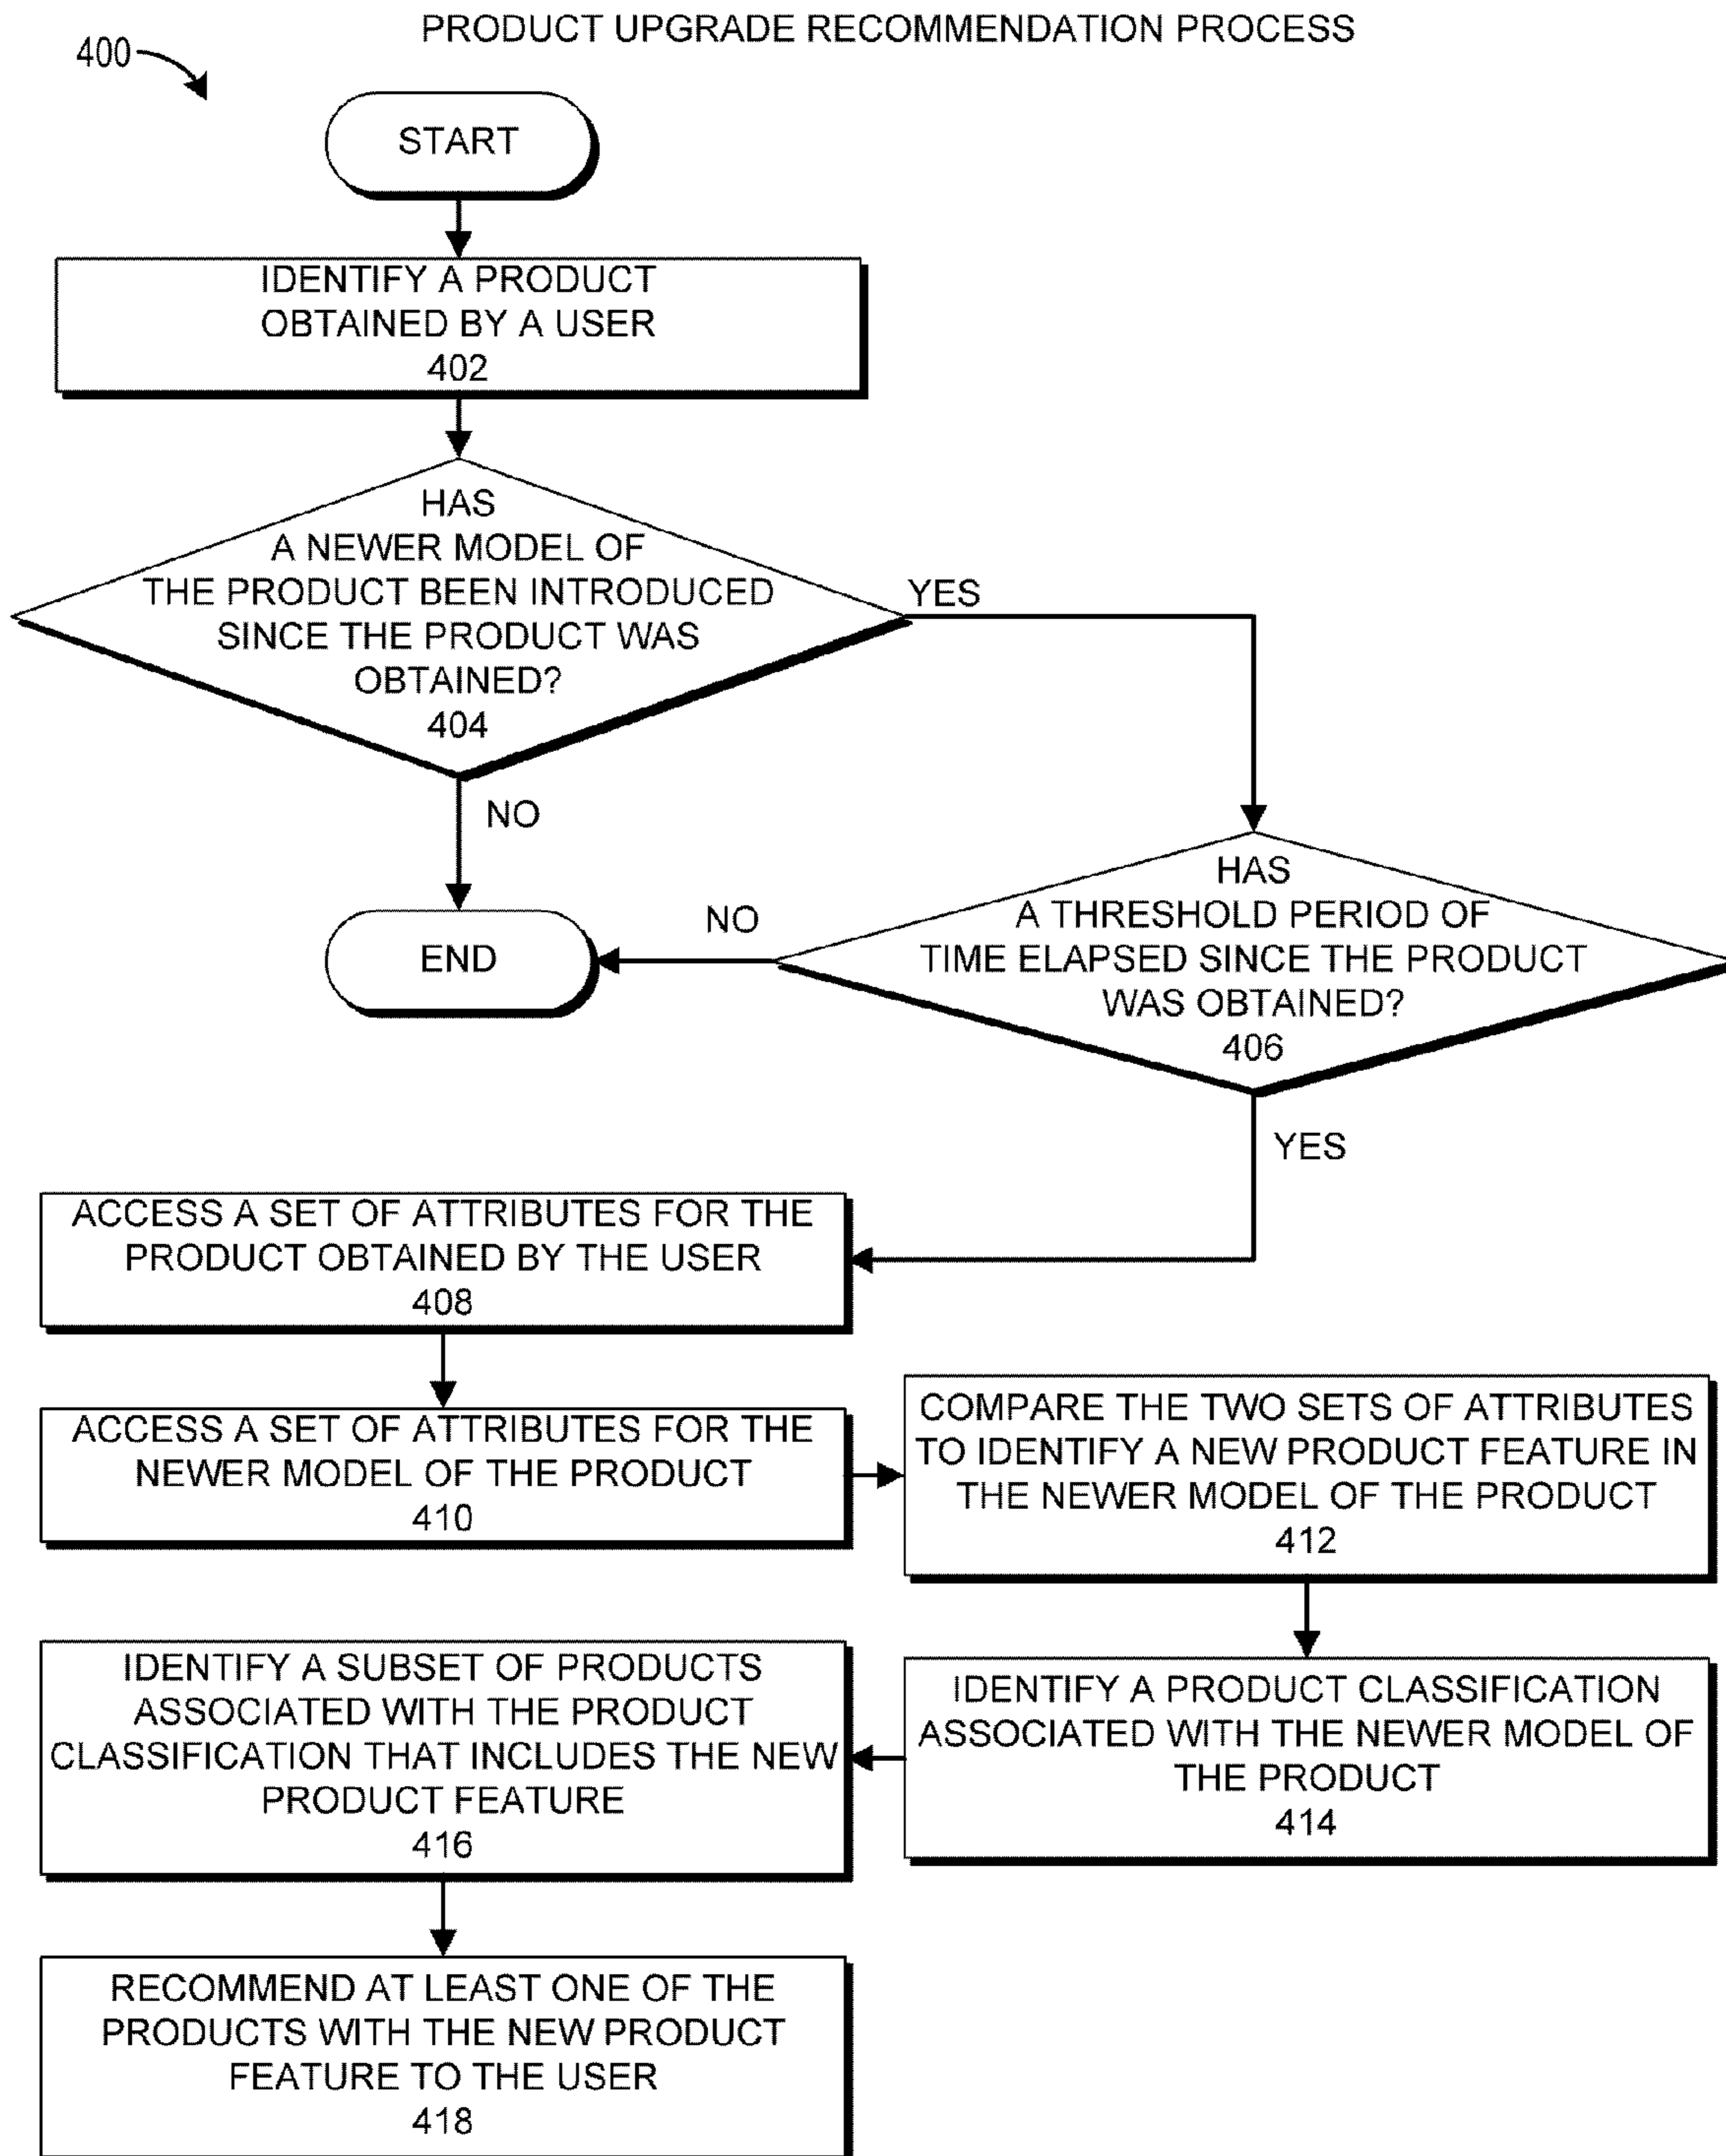 PRODUCT UPGRADE RECOMMENDATION PROCESS
400
START
IDENTIFY A PRODUCT
OBTAINED BY A USER
402
HAS
A NEWER MODEL OF
THE PRODUCT BEEN INTRODUCED
SINCE THE PRODUCT WAS
OBTAINED?
404
YES
NO
HAS
A THRESHOLD PERIOD OF
TIME ELAPSED SINCE THE PRODUCT
WAS OBTAINED?
406
NO
END
YES
ACCESS A SET OF ATTRIBUTES FOR THE
PRODUCT OBTAINED BY THE USER
408
ACCESS A SET OF ATTRIBUTES FOR THE
NEWER MODEL OF THE PRODUCT
410
COMPARE THE TWO SETS OF ATTRIBUTES
TO IDENTIFY A NEW PRODUCT FEATURE IN
THE NEWER MODEL OF THE PRODUCT
412
IDENTIFY A PRODUCT CLASSIFICATION
ASSOCIATED WITH THE NEWER MODEL OF
THE PRODUCT
414
IDENTIFY A SUBSET OF PRODUCTS
ASSOCIATED WITH THE PRODUCT
CLASSIFICATION THAT INCLUDES THE NEW
PRODUCT FEATURE
416
RECOMMEND AT LEAST ONE OF THE
PRODUCTS WITH THE NEW PRODUCT
FEATURE TO THE USER
418